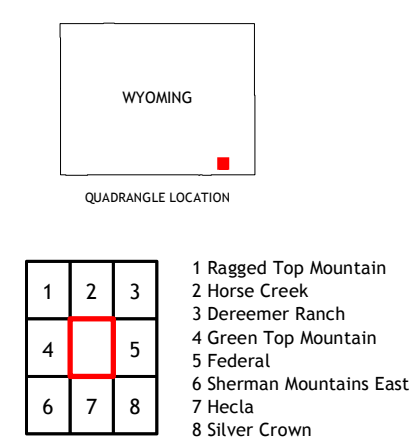 WYOMING
QUADRANGLE LOCATION
1 2 3
4 5
6 7 8
1 Ragged Top Mountain
2 Horse Creek
3 Dereemer Ranch
4 Green Top Mountain
5 Federal
6 Sherman Mountains East
7 Hecla
8 Silver Crown